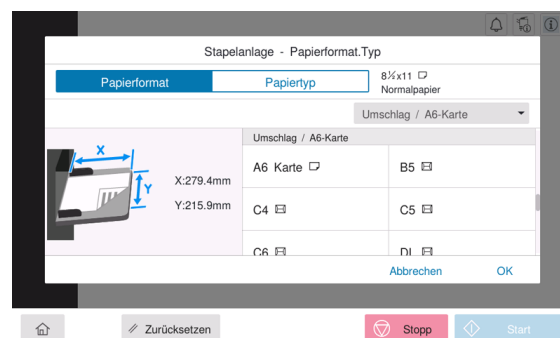 Stapelanlage - Papierformat.Typ
Papierformat
Papiertyp
8½x11
Normalpapier
Umschlag / A6-Karte
Umschlag / A6-Karte
X
Y
X:279.4mm
Y:215.9mm
A6 Karte
B5
C4
C5
C6
DL
Abbrechen
OK
Zurücksetzen
Stopp
Start